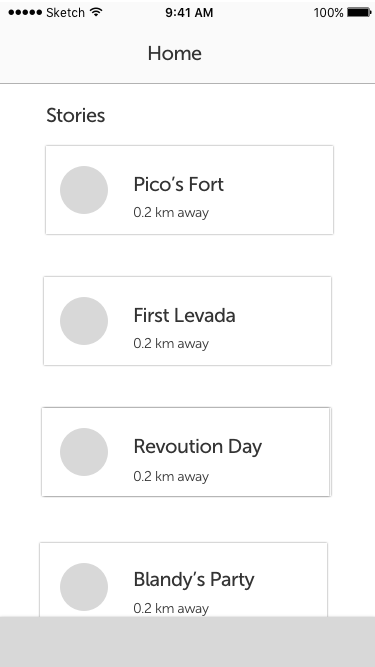 Sketch 9:41 AM 100%
Home
Stories
Pico’s Fort
0.2 km away
First Levada
0.2 km away
Revoution Day
0.2 km away
Blandy’s Party
0.2 km away